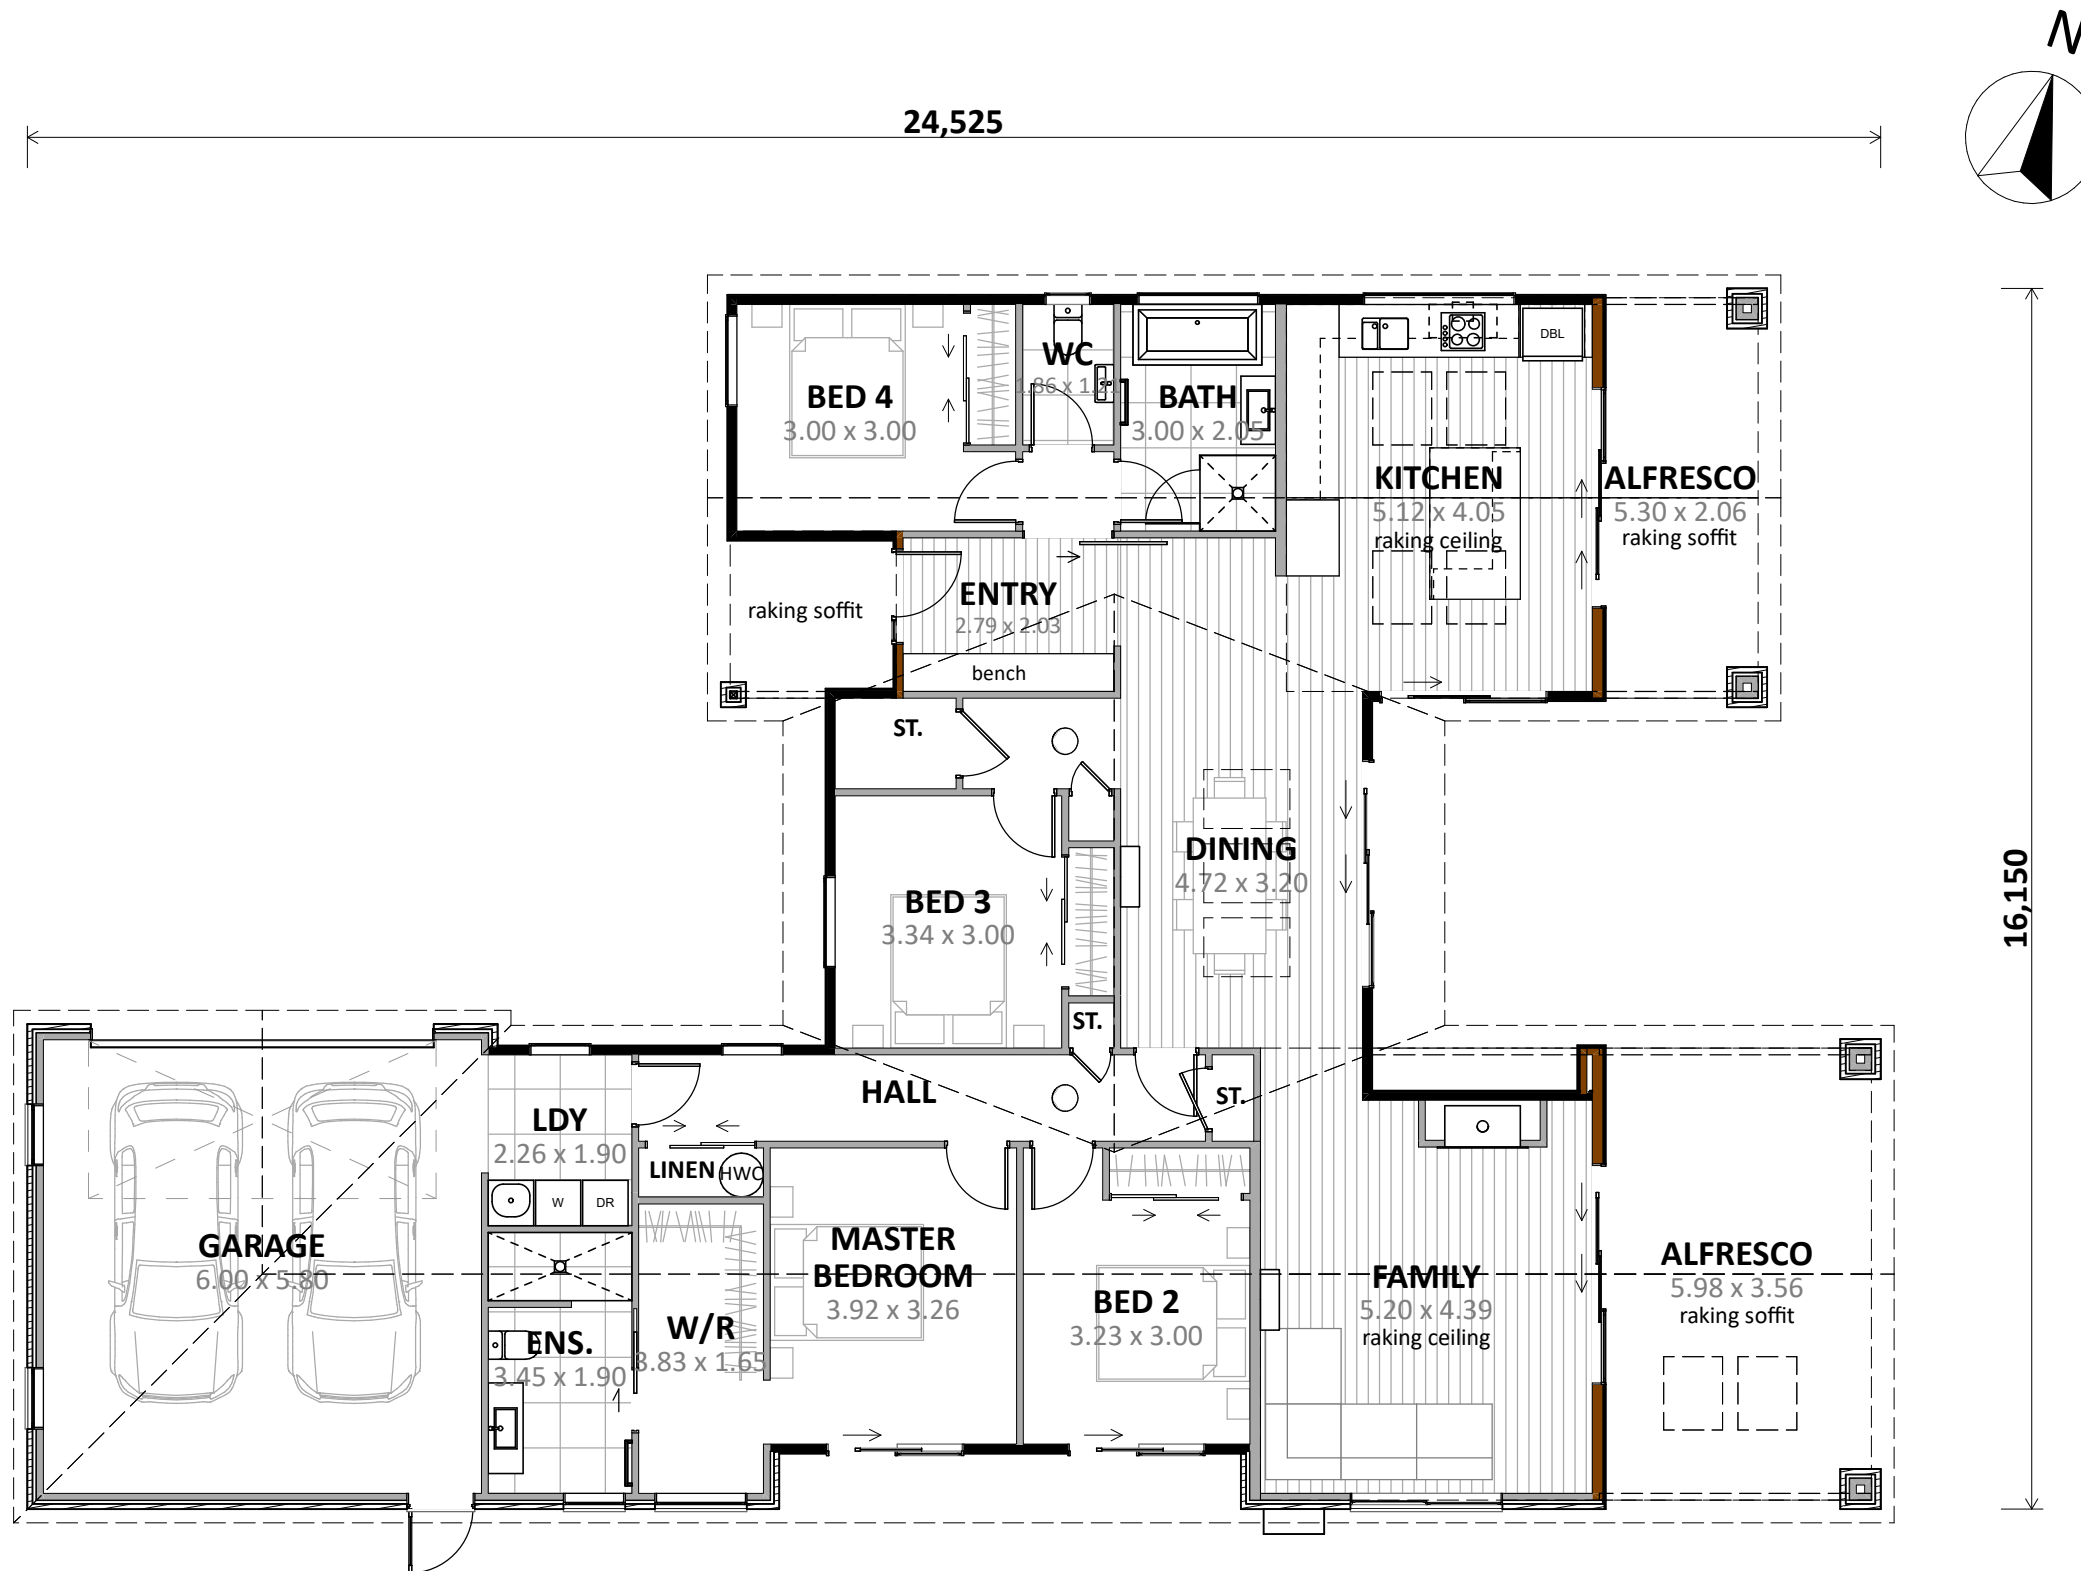 N
24,525
DBL
WC
1.86 x 1.21
BED 4
3.00 x 3.00
BATH
3.00 x 2.05
KITCHEN
5.12 x 4.05
raking ceiling
ALFRESCO
5.30 x 2.06
raking soffit
raking soffit
ENTRY
2.79 x 2.03
bench
ST.
DINING
4.72 x 3.20
BED 3
3.34 x 3.00
16,150
ST.
HALL
ST.
LDY
2.26 x 1.90
LINEN
HWC
W
DR
GARAGE
6.00 x 5.80
MASTER
BEDROOM
3.92 x 3.26
BED 2
3.23 x 3.00
FAMILY
5.20 x 4.39
raking ceiling
ALFRESCO
5.98 x 3.56
raking soffit
ENS.
3.45 x 1.90
W/R
3.83 x 1.65